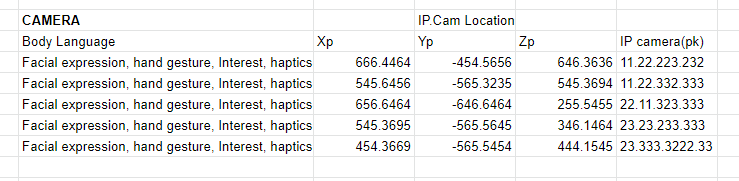 CAMERA IP.Cam Location
Body Language Xp Yp Zp IP camera(pk)
Facial expression, hand gesture, Interest, haptics 666.4464 -454.5656 646.3636 11.22.223.232
Facial expression, hand gesture, Interest, haptics 545.6456 -565.3235 545.3694 11.22.332.333
Facial expression, hand gesture, Interest, haptics 656.6464 -646.6464 255.5455 22.11.323.333
Facial expression, hand gesture, Interest, haptics 545.3695 -565.5645 346.1464 23.23.233.333
Facial expression, hand gesture, Interest, haptics 454.3669 -565.5454 444.1545 23.333.3222.33